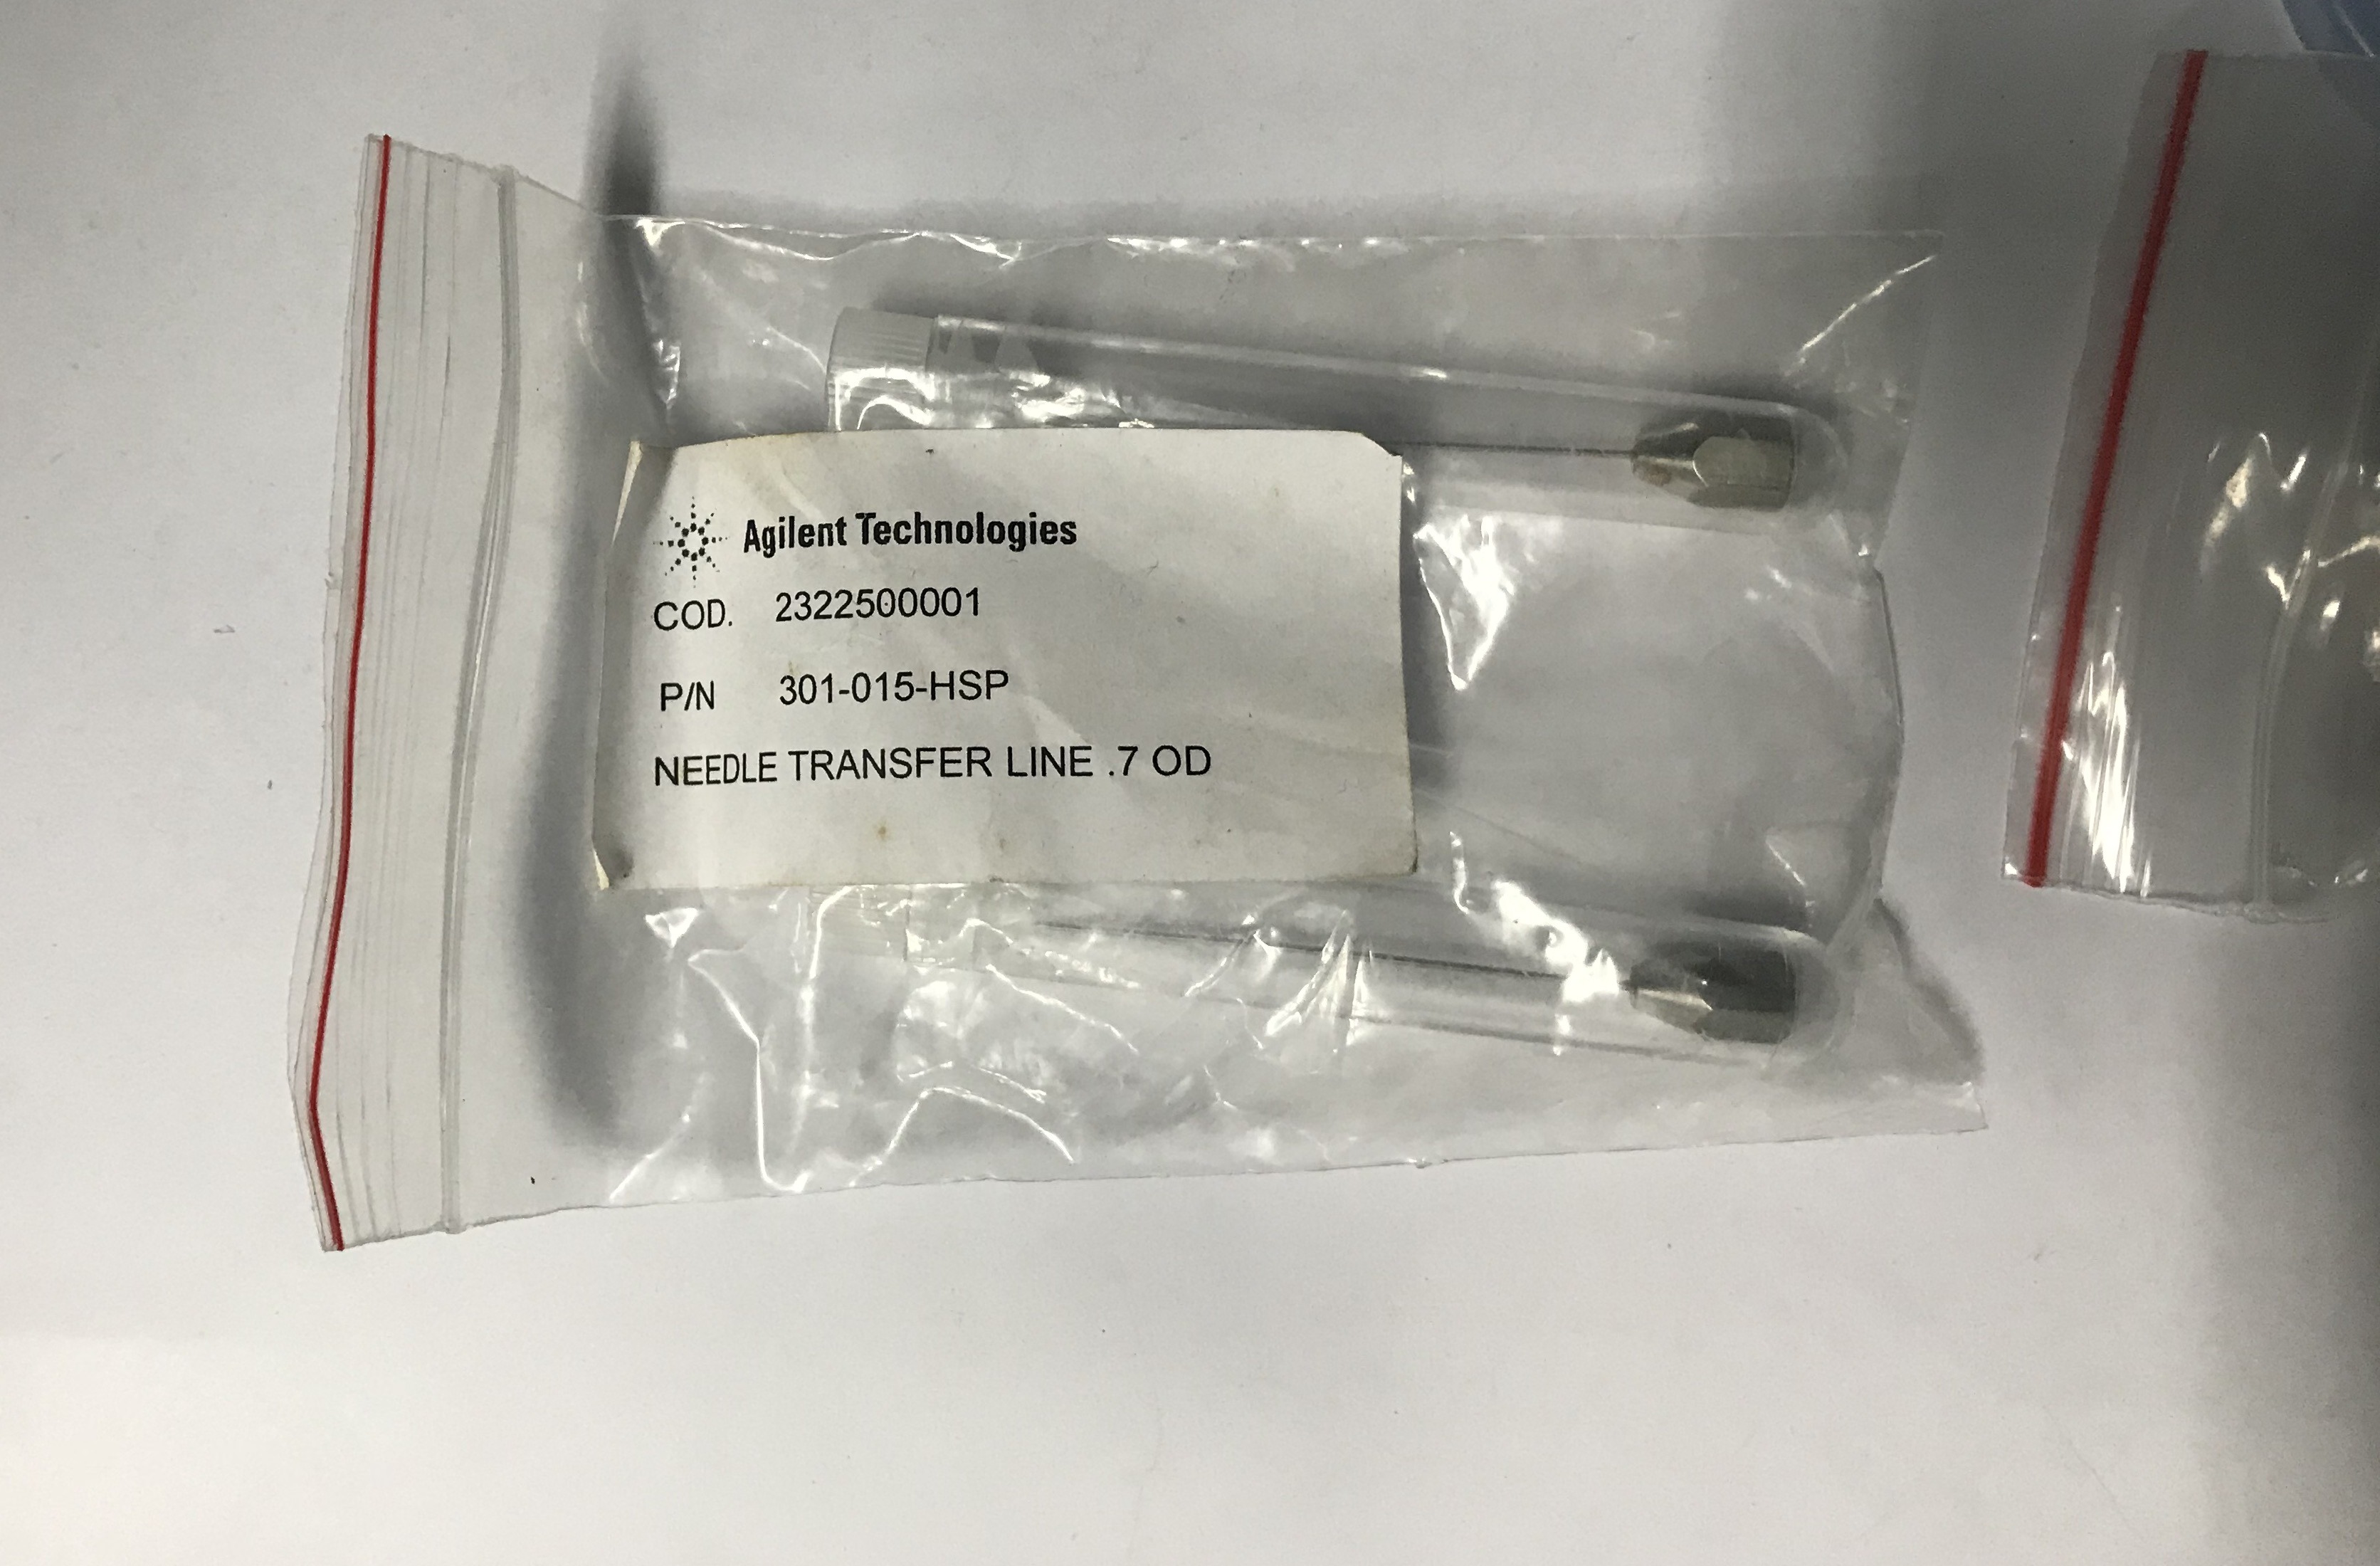 Agilent Technologies
COD. 2322500001
P/N 301-015-HSP
NEEDLE TRANSFER LINE .7 OD